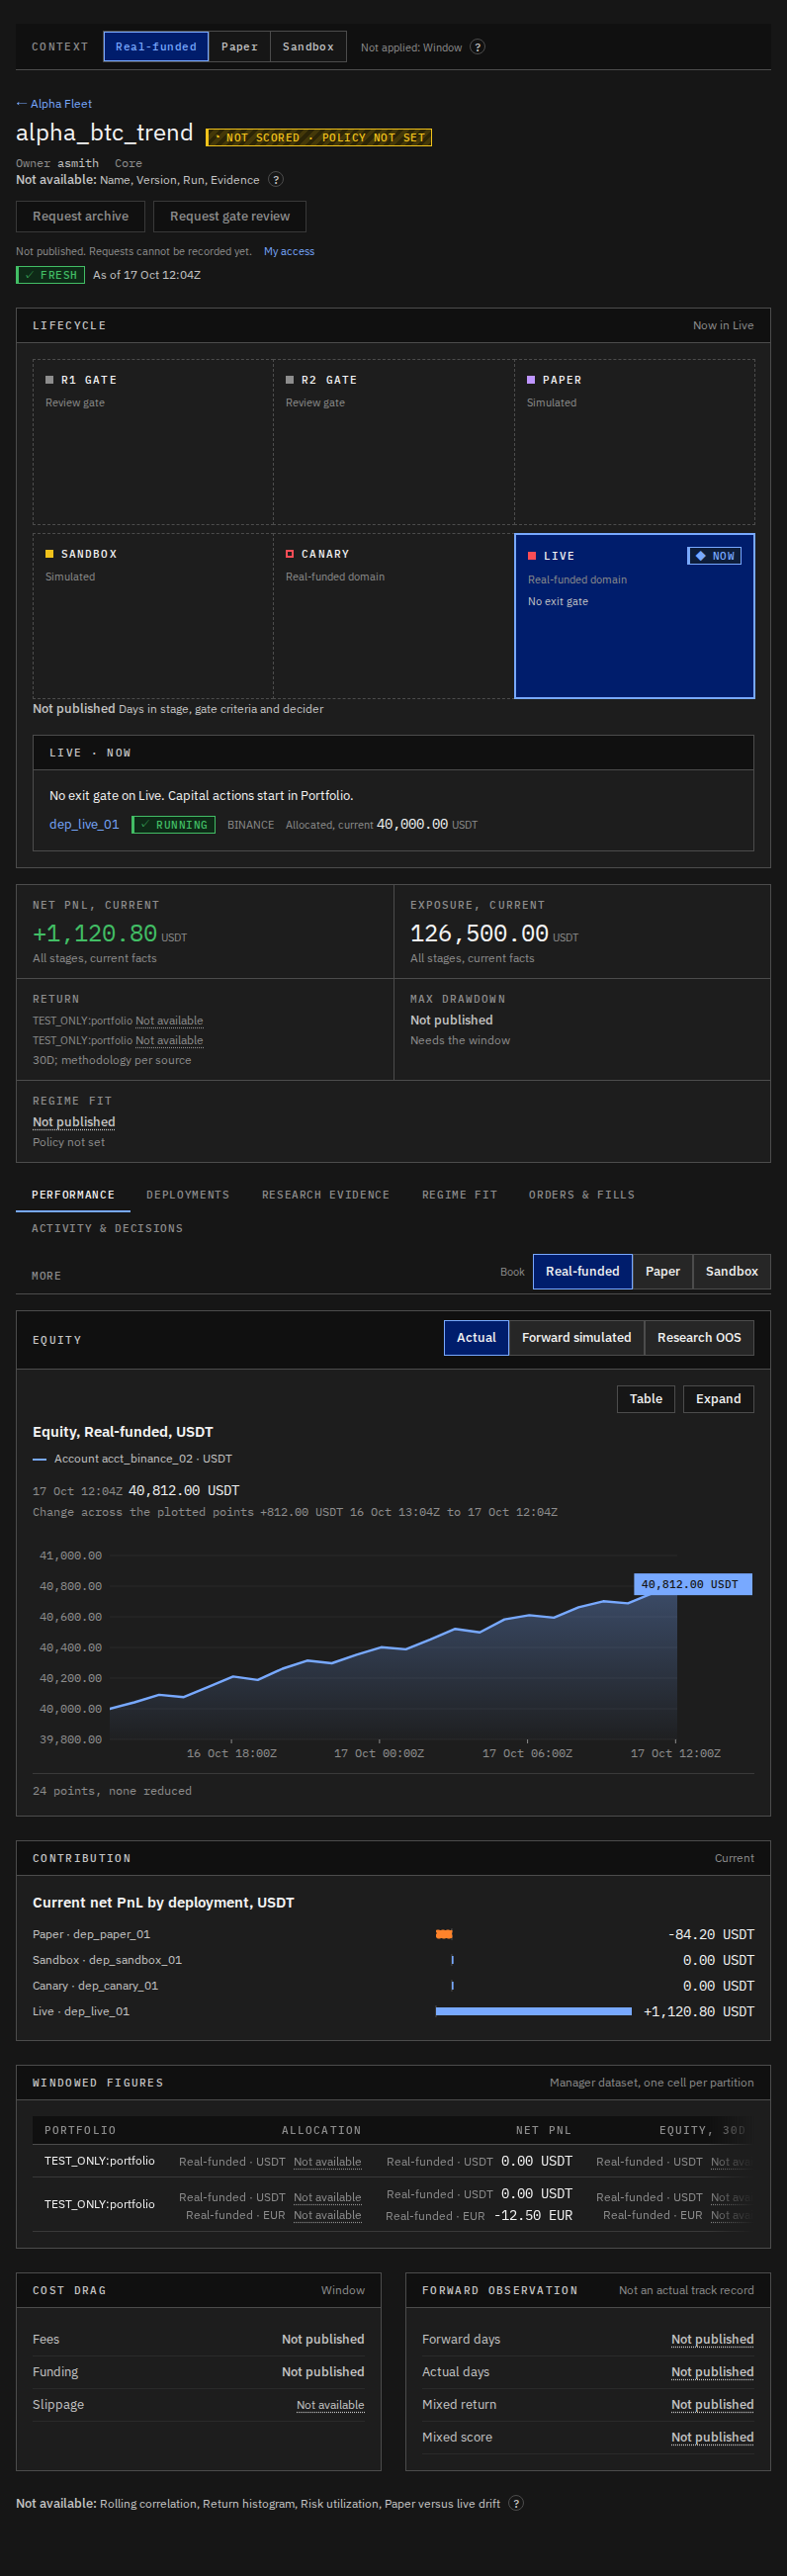 CONTEXT Real-funded Paper Sandbox Not applied: Window ?
← Alpha Fleet
alpha_btc_trend NOT SCORED · POLICY NOT SET
Owner asmith Core
Not available: Name, Version, Run, Evidence ?
Request archive Request gate review
Not published. Requests cannot be recorded yet. My access
✓ FRESH As of 17 Oct 12:04Z
LIFECYCLE Now in Live
R1 GATE R2 GATE PAPER
Review gate Review gate Simulated
SANDBOX CANARY LIVE ◆ NOW
Simulated Real-funded domain Real-funded domain
No exit gate
Not published Days in stage, gate criteria and decider
LIVE · NOW
No exit gate on Live. Capital actions start in Portfolio.
dep_live_01 ✓ RUNNING BINANCE Allocated, current 40,000.00 USDT
NET PNL, CURRENT EXPOSURE, CURRENT
+1,120.80 USDT 126,500.00 USDT
All stages, current facts All stages, current facts
RETURN MAX DRAWDOWN
TEST_ONLY:portfolio Not available Not published
TEST_ONLY:portfolio Not available Needs the window
30D; methodology per source
REGIME FIT
Not published
Policy not set
PERFORMANCE DEPLOYMENTS RESEARCH EVIDENCE REGIME FIT ORDERS & FILLS
ACTIVITY & DECISIONS
MORE Book Real-funded Paper Sandbox
EQUITY Actual Forward simulated Research OOS
Table Expand
Equity, Real-funded, USDT
Account acct_binance_02 · USDT
17 Oct 12:04Z 40,812.00 USDT
Change across the plotted points +812.00 USDT 16 Oct 13:04Z to 17 Oct 12:04Z
41,000.00
40,800.00 40,812.00 USDT
40,600.00
40,400.00
40,200.00
40,000.00
39,800.00
16 Oct 18:00Z 17 Oct 00:00Z 17 Oct 06:00Z 17 Oct 12:00Z
24 points, none reduced
CONTRIBUTION Current
Current net PnL by deployment, USDT
Paper · dep_paper_01 -84.20 USDT
Sandbox · dep_sandbox_01 0.00 USDT
Canary · dep_canary_01 0.00 USDT
Live · dep_live_01 +1,120.80 USDT
WINDOWED FIGURES Manager dataset, one cell per partition
PORTFOLIO ALLOCATION NET PNL EQUITY, 30D
TEST_ONLY:portfolio Real-funded · USDT Not available Real-funded · USDT 0.00 USDT Real-funded · USDT Not ava
TEST_ONLY:portfolio Real-funded · USDT Not available Real-funded · USDT 0.00 USDT Real-funded · USDT Not ava
Real-funded · EUR Not available Real-funded · EUR -12.50 EUR Real-funded · EUR Not ava
COST DRAG Window
Fees Not published
Funding Not published
Slippage Not available
FORWARD OBSERVATION Not an actual track record
Forward days Not published
Actual days Not published
Mixed return Not published
Mixed score Not published
Not available: Rolling correlation, Return histogram, Risk utilization, Paper versus live drift ?